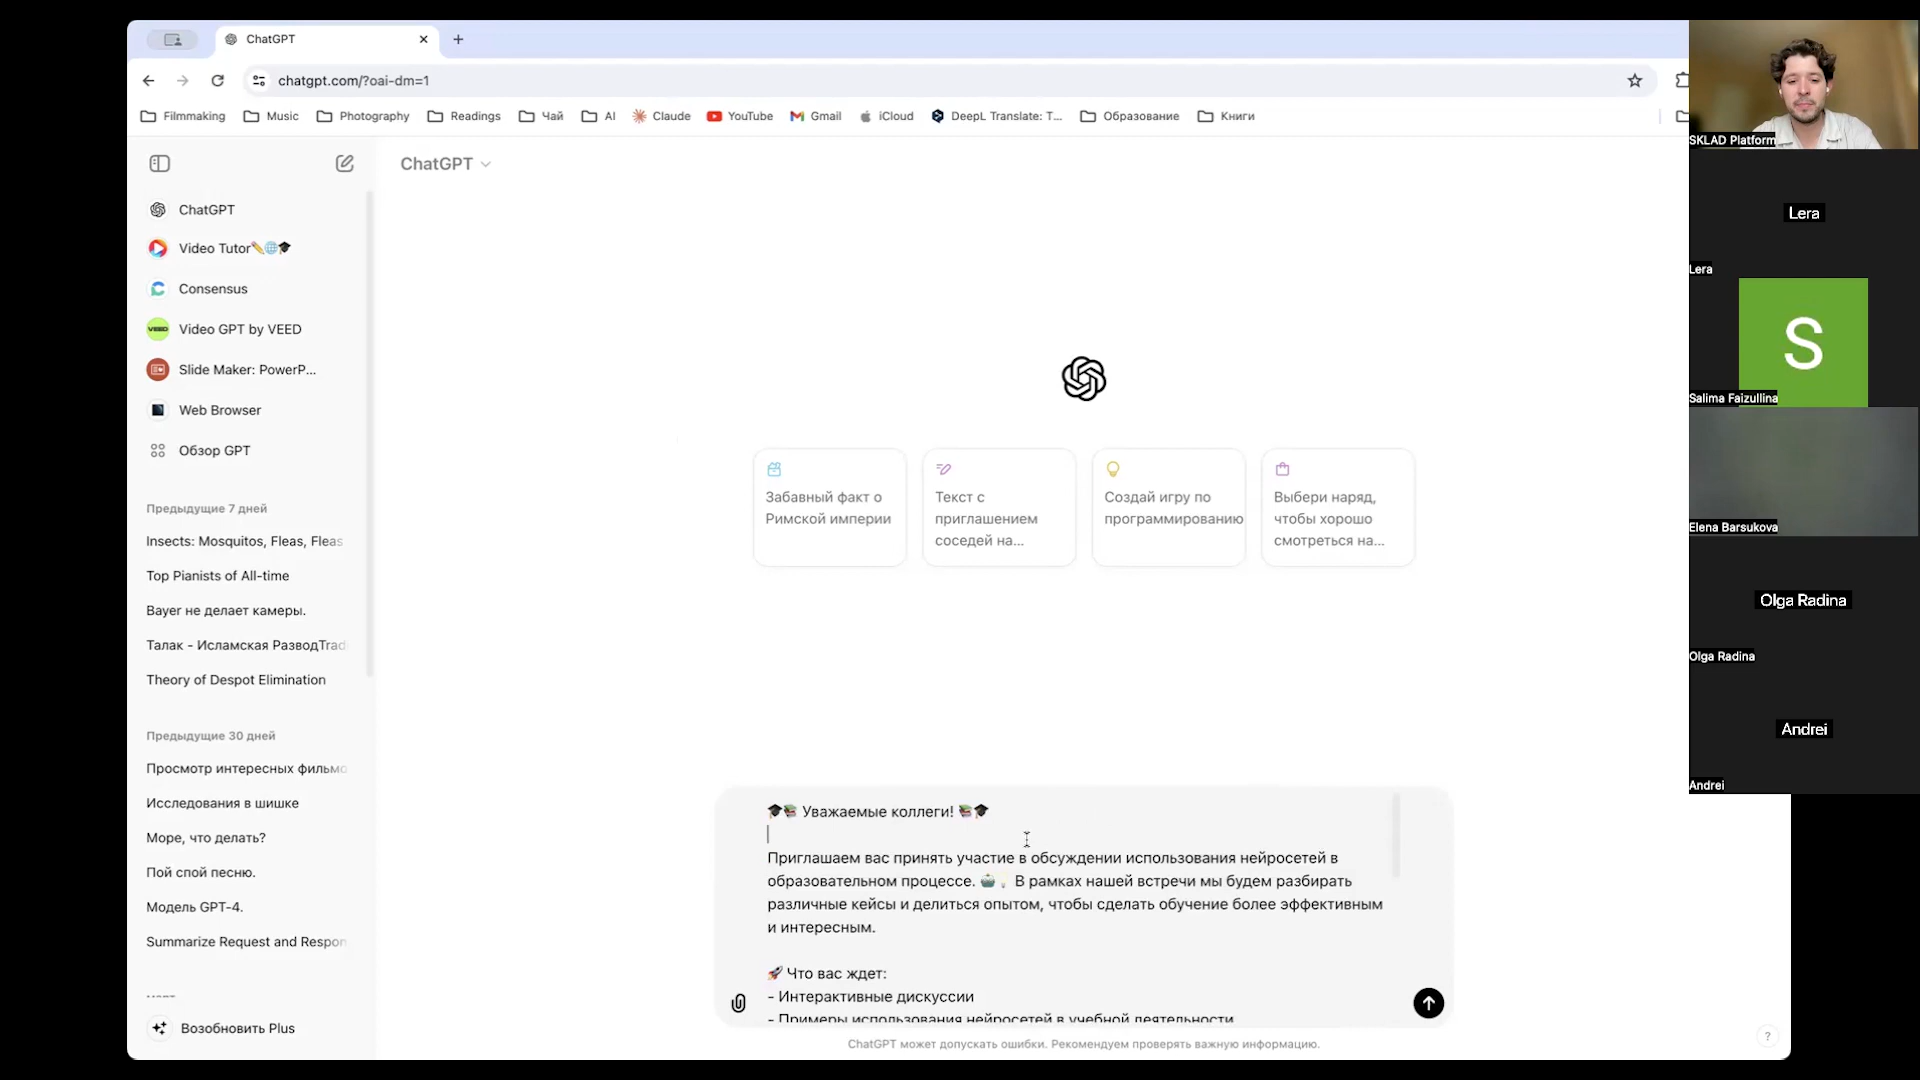 ChatGPT
chatgpt.com/?oai-dm=1
Filmmaking
Music
Photography
Readings
Чай
AI
Claude
YouTube
Gmail
iCloud
DeepL Translate: T...
Образование
Книги
ChatGPT
ChatGPT
Video Tutor✏️🌐🎓
Consensus
VEED
Video GPT by VEED
Slide Maker: PowerP...
Web Browser
Обзор GPT
Предыдущие 7 дней
Insects: Mosquitos, Fleas, Fleas
Top Pianists of All-time
Bayer не делает камеры.
Талак - Исламская РазводTrad
Theory of Despot Elimination
Предыдущие 30 дней
Просмотр интересных фильмо
Исследования в шишке
Море, что делать?
Пой спой песню.
Модель GPT-4.
Summarize Request and Respon
Возобновить Plus
Забавный факт о
Римской империи
Текст с
приглашением
соседей на...
Создай игру по
программированию
Выбери наряд,
чтобы хорошо
смотреться на...
🎓📚 Уважаемые коллеги! 📚🎓
Приглашаем вас принять участие в обсуждении использования нейросетей в
образовательном процессе. 🤖💡 В рамках нашей встречи мы будем разбирать
различные кейсы и делиться опытом, чтобы сделать обучение более эффективным
и интересным.
🚀 Что вас ждет:
- Интерактивные дискуссии
- Примеры использования нейросетей в учебной деятельности
ChatGPT может допускать ошибки. Рекомендуем проверять важную информацию.
?
SKLAD Platform
Lera
Lera
S
Salima Faizullina
Elena Barsukova
Olga Radina
Olga Radina
Andrei
Andrei